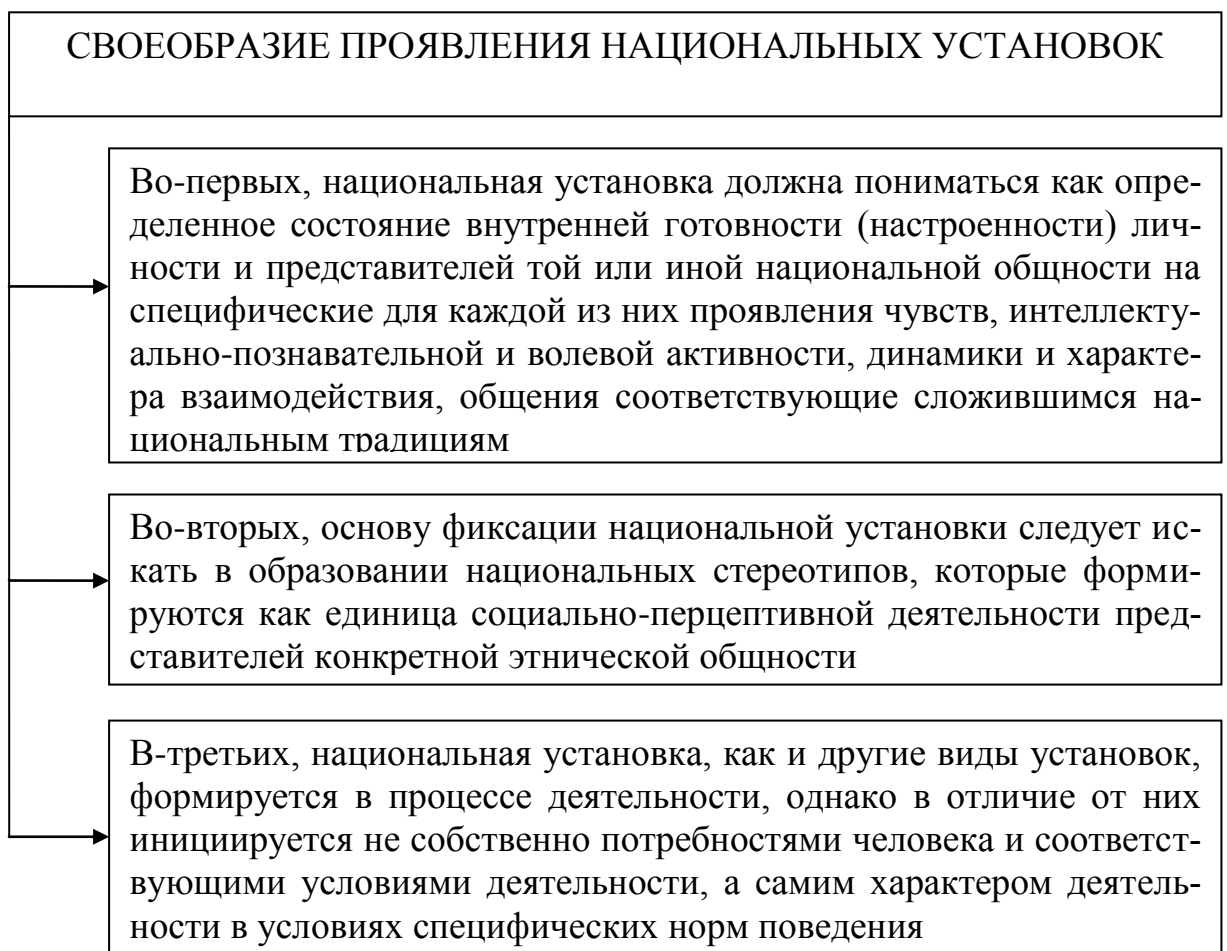 СВОЕОБРАЗИЕ ПРОЯВЛЕНИЯ НАЦИОНАЛЬНЫХ УСТАНОВОК
Во-первых, национальная установка должна пониматься как опре-
деленное состояние внутренней готовности (настроенности) лич-
ности и представителей той или иной национальной общности на
специфические для каждой из них проявления чувств, интеллекту-
ально-познавательной и волевой активности, динамики и характе-
ра взаимодействия, общения соответствующие сложившимся на-
циональным традициям
Во-вторых, основу фиксации национальной установки следует ис-
кать в образовании национальных стереотипов, которые форми-
руются как единица социально-перцептивной деятельности пред-
ставителей конкретной этнической общности
В-третьих, национальная установка, как и другие виды установок,
формируется в процессе деятельности, однако в отличие от них
инициируется не собственно потребностями человека и соответст-
вующими условиями деятельности, а самим характером деятель-
ности в условиях специфических норм поведения